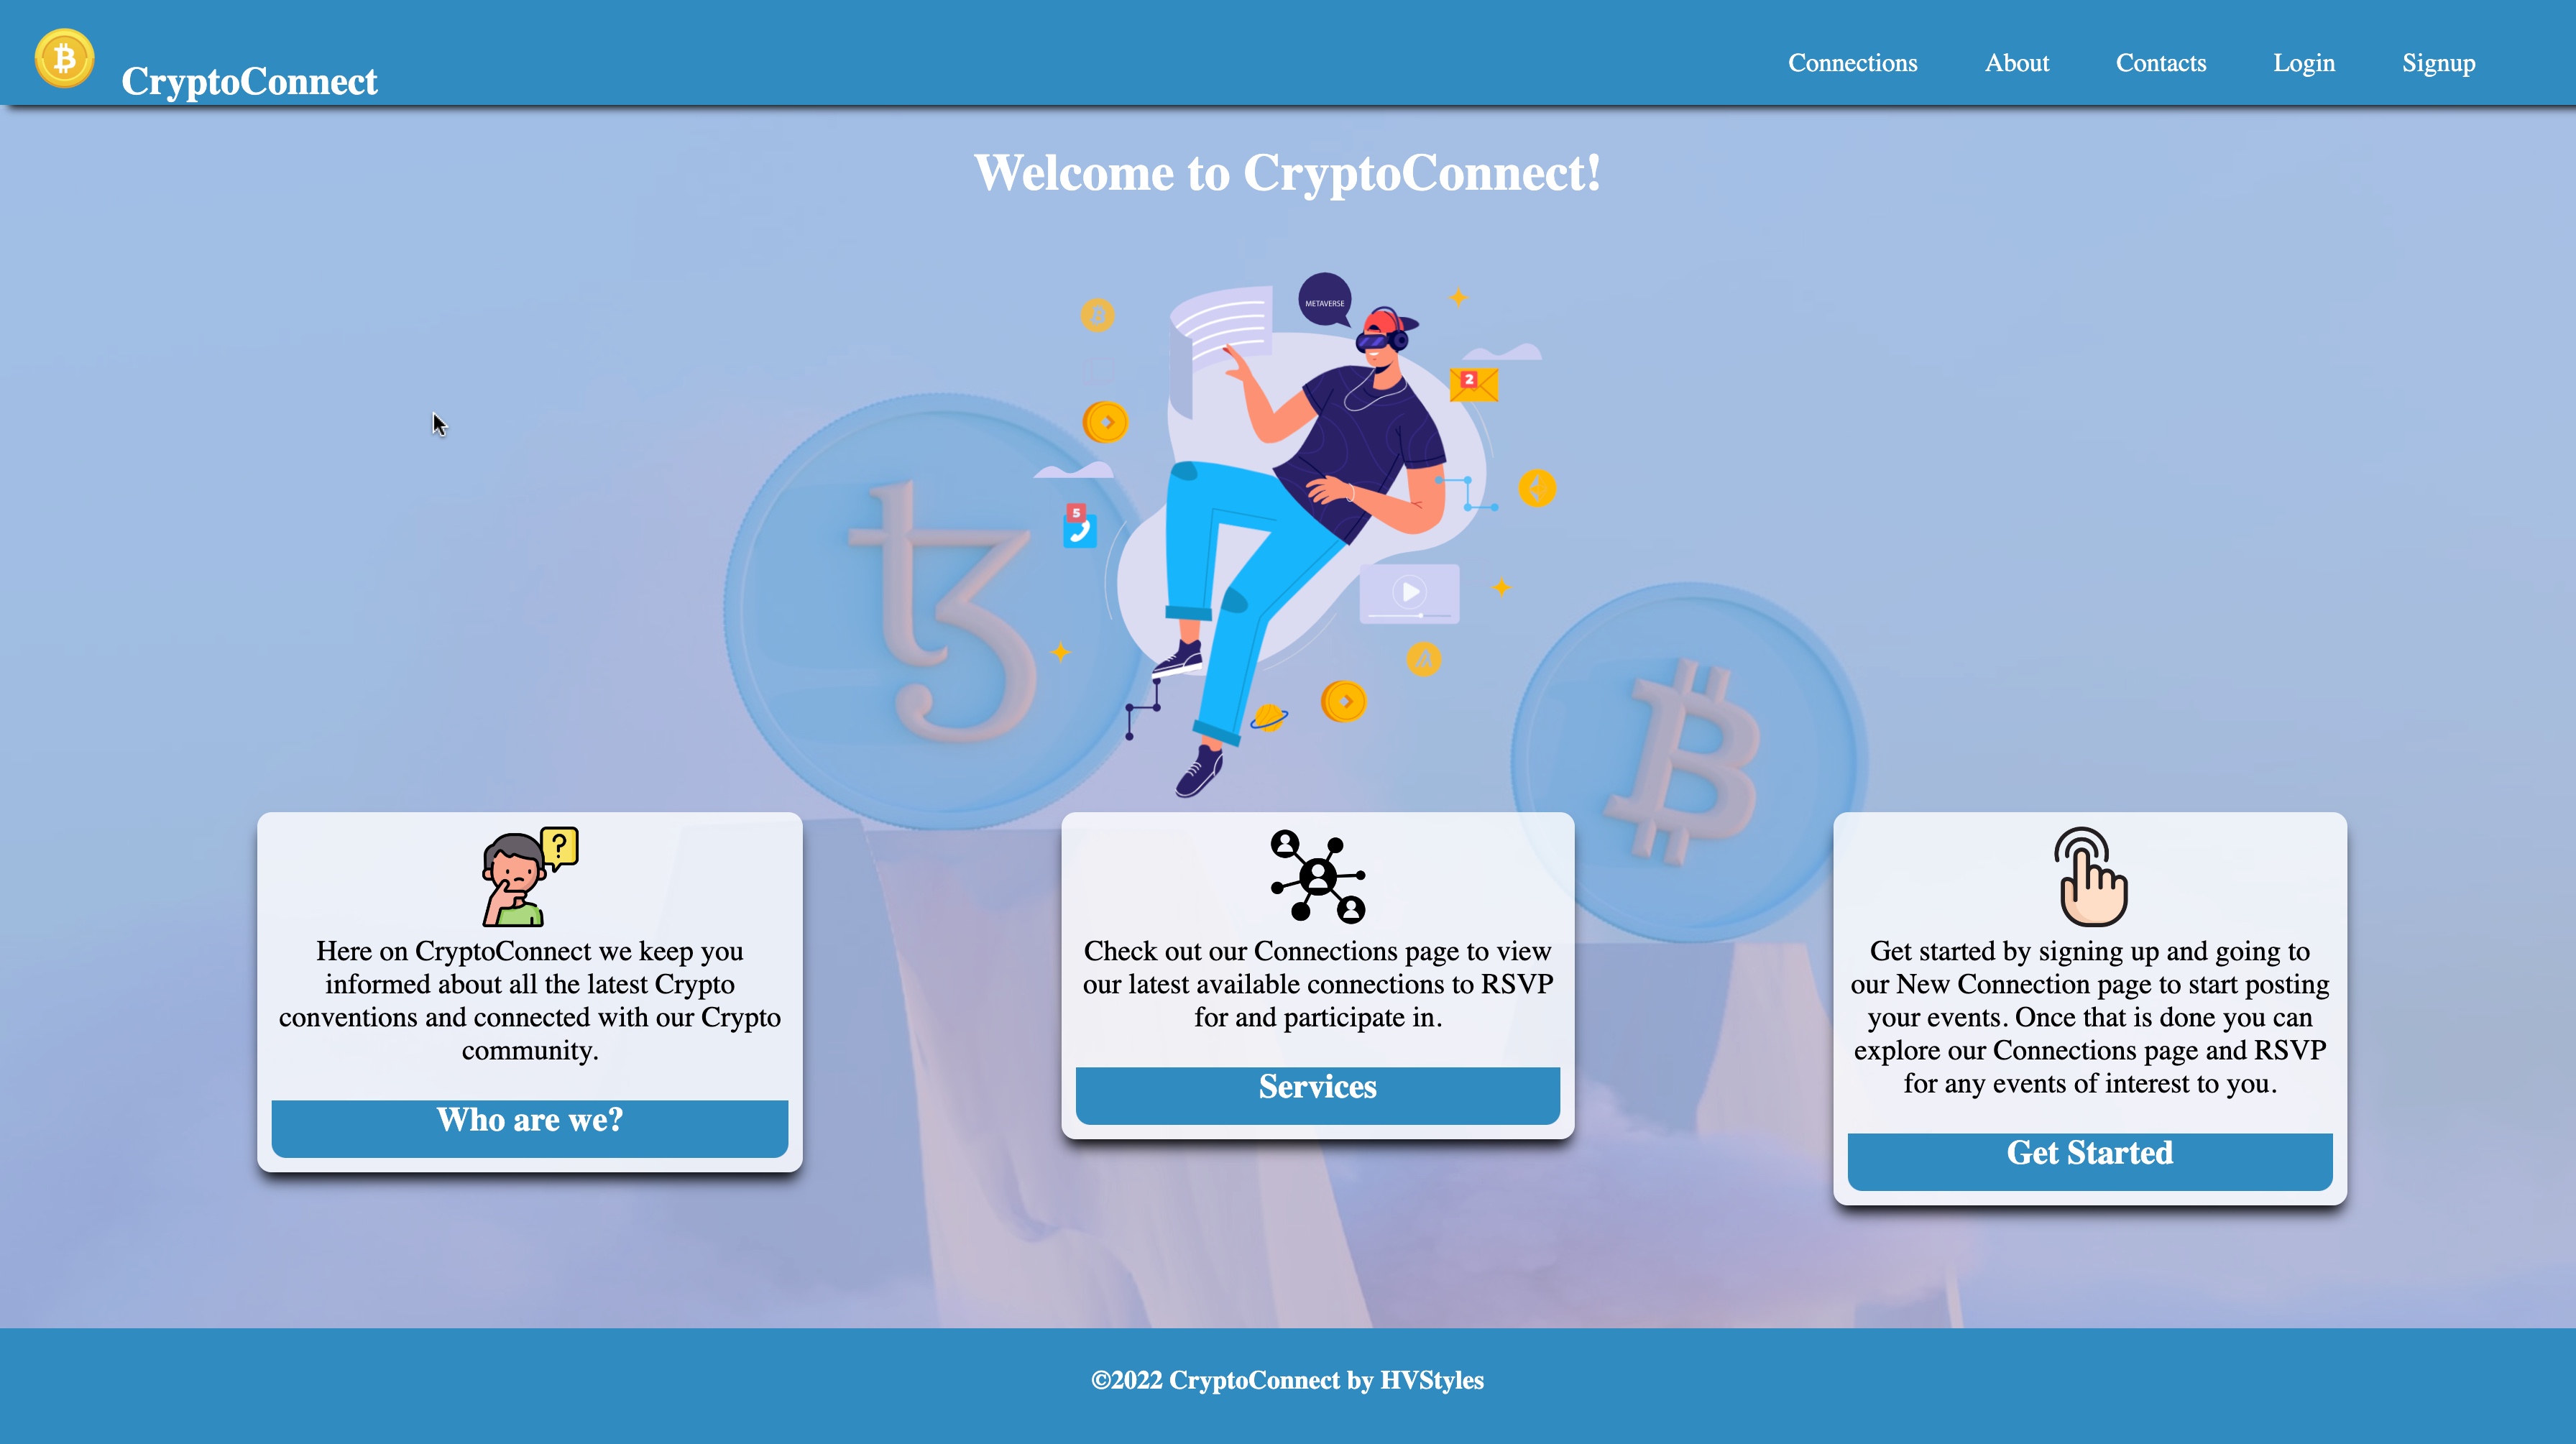 CryptoConnect
Connections
About
Contacts
Login
Signup
Welcome to CryptoConnect!
METAVERSE
2
5
?
Here on CryptoConnect we keep you
informed about all the latest Crypto
conventions and connected with our Crypto
community.
Who are we?
Check out our Connections page to view
our latest available connections to RSVP
for and participate in.
Services
Get started by signing up and going to
our New Connection page to start posting
your events. Once that is done you can
explore our Connections page and RSVP
for any events of interest to you.
Get Started
©2022 CryptoConnect by HVStyles